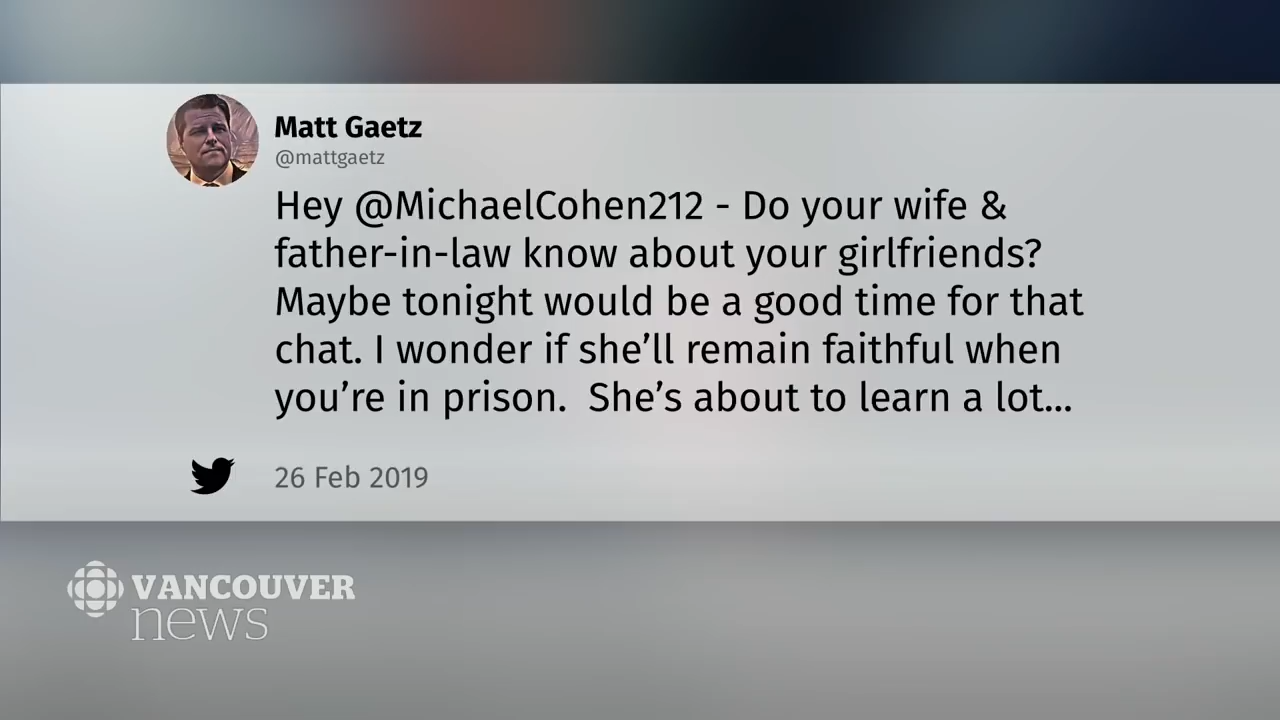 Matt Gaetz
@mattgaetz
Hey @MichaelCohen212 - Do your wife &
father-in-law know about your girlfriends?
Maybe tonight would be a good time for that
chat. I wonder if she’ll remain faithful when
you’re in prison.  She’s about to learn a lot...
26 Feb 2019
VANCOUVER
news